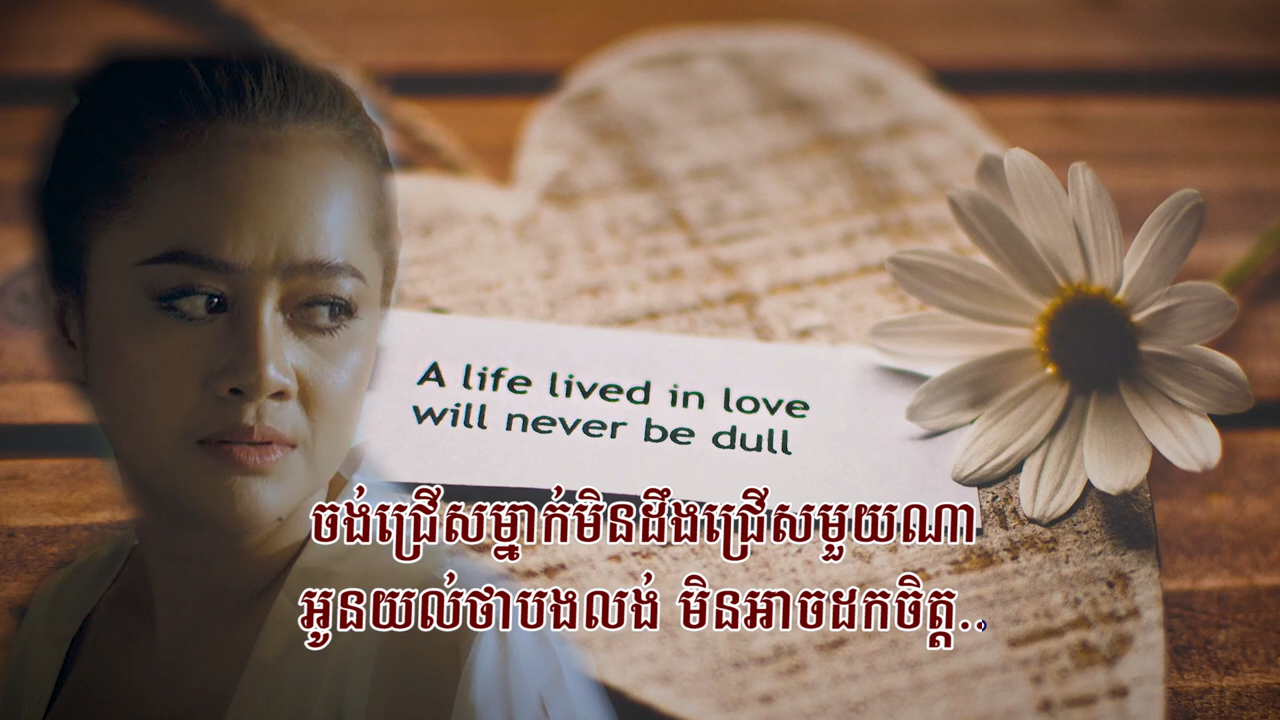 A life lived in love
will never be dull
ចង់ជ្រើសម្នាក់មិនដឹងជ្រើសមួយណា
អូនយល់ថាបងលង់ មិនអាចដកចិត្ត..